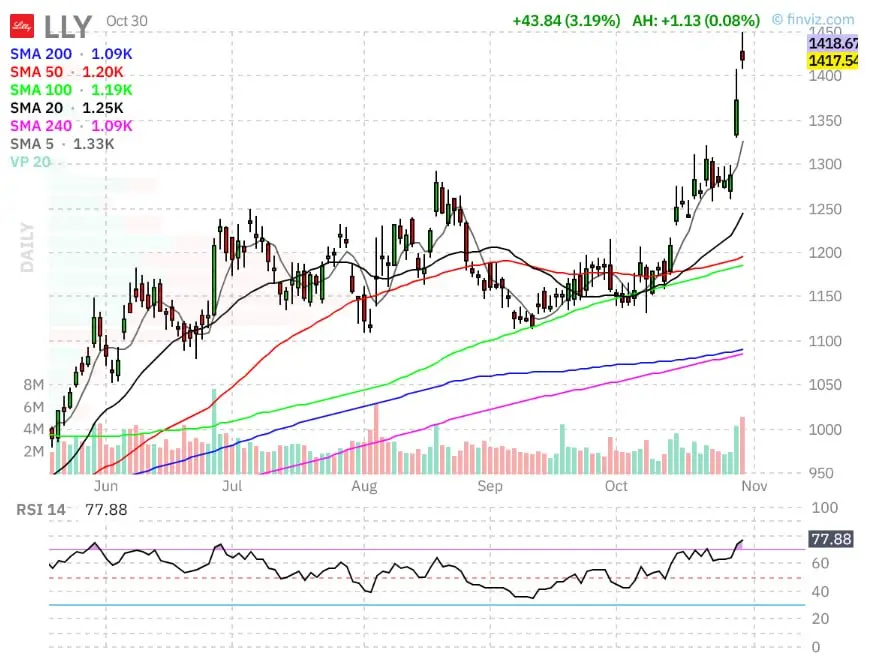 Lilly LLY Oct 30 +43.84 (3.19%) AH: +1.13 (0.08%) © finviz.com
SMA 200 · 1.09K
SMA 50 · 1.20K
SMA 100 · 1.19K
SMA 20 · 1.25K
SMA 240 · 1.09K
SMA 5 · 1.33K
VP 20
DAILY
1450
1418.67
1417.54
1400
1350
1300
1250
1200
1150
1100
1050
1000
950
8M
6M
4M
2M
Jun Jul Aug Sep Oct Nov
RSI 14 77.88
100
77.88
60
40
20
0